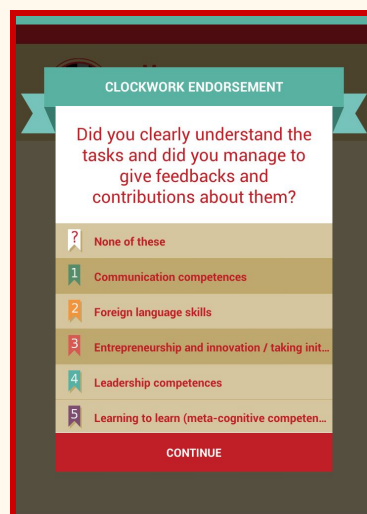 CLOCKWORK ENDORSEMENT
Did you clearly understand the
tasks and did you manage to
give feedbacks and
contributions about them?
? None of these
1 Communication competences
2 Foreign language skills
3 Entrepreneurship and innovation / taking init...
4 Leadership competences
5 Learning to learn (meta-cognitive competen...
CONTINUE